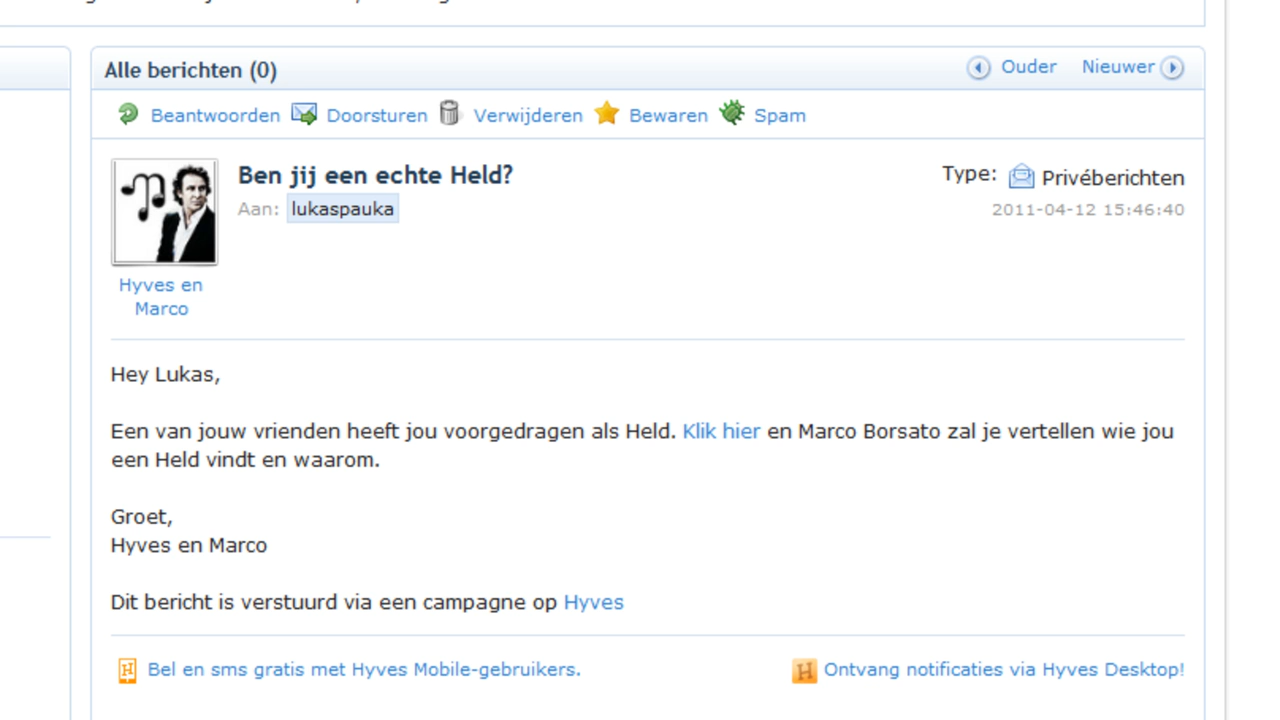 Alle berichten (0)
Ouder Nieuwer
Beantwoorden Doorsturen Verwijderen Bewaren Spam
Ben jij een echte Held?
Aan: lukaspauka
Type: Privéberichten
2011-04-12 15:46:40
Hyves en
Marco
Hey Lukas,
Een van jouw vrienden heeft jou voorgedragen als Held. Klik hier en Marco Borsato zal je vertellen wie jou
een Held vindt en waarom.
Groet,
Hyves en Marco
Dit bericht is verstuurd via een campagne op Hyves
H Bel en sms gratis met Hyves Mobile-gebruikers.
H Ontvang notificaties via Hyves Desktop!